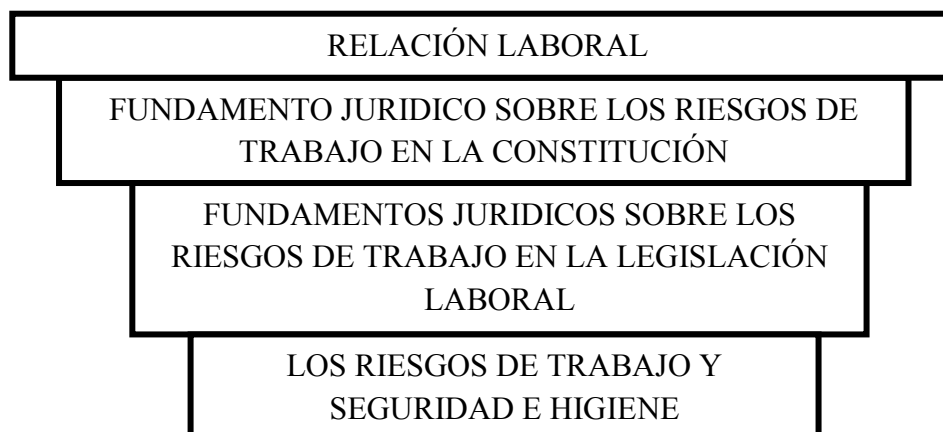 RELACIÓN LABORAL
FUNDAMENTO JURIDICO SOBRE LOS RIESGOS DE
TRABAJO EN LA CONSTITUCIÓN
FUNDAMENTOS JURIDICOS SOBRE LOS
RIESGOS DE TRABAJO EN LA LEGISLACIÓN
LABORAL
LOS RIESGOS DE TRABAJO Y
SEGURIDAD E HIGIENE